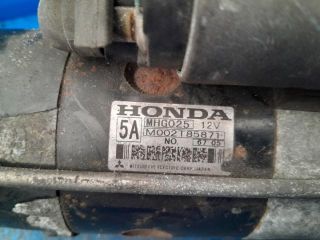 HONDA
5A MHG025 12V
M002T85871
NO. 67 05
MITSUBISHI ELECTRIC CORP. JAPAN